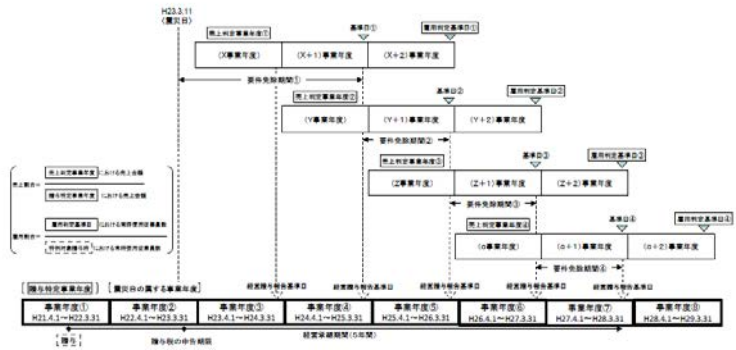 H23.3.11
(震災日)
基準日① 雇用判定基準日①
売上判定事業年度①
(X事業年度) (X+1)事業年度 (X+2)事業年度
要件免除期間①
基準日② 雇用判定基準日②
売上判定事業年度②
(Y事業年度) (Y+1)事業年度 (Y+2)事業年度
要件免除期間②
基準日③ 雇用判定基準日③
売上判定事業年度③
(Z事業年度) (Z+1)事業年度 (Z+2)事業年度
要件免除期間③
基準日④ 雇用判定基準日④
売上判定事業年度④
(α事業年度) (α+1)事業年度 (α+2)事業年度
要件免除期間④
売上割合=
売上判定事業年度 における売上金額
贈与特定事業年度 における売上金額
雇用割合=
雇用判定基準日 における常時使用従業員数
特例対象贈与時 における常時使用従業員数
贈与特定事業年度 【震災日の属する事業年度】 経営贈与報告基準日 経営贈与報告基準日 経営贈与報告基準日 経営贈与報告基準日 経営贈与報告基準日
事業年度① 事業年度② 事業年度③ 事業年度④ 事業年度⑤ 事業年度⑥ 事業年度⑦ 事業年度⑧
H21.4.1~H22.3.31 H22.4.1~H23.3.31 H23.4.1~H24.3.31 H24.4.1~H25.3.31 H25.4.1~H26.3.31 H26.4.1~H27.3.31 H27.4.1~H28.3.31 H28.4.1~H29.3.31
贈与 贈与税の申告期限 経営承継期間(5年間)